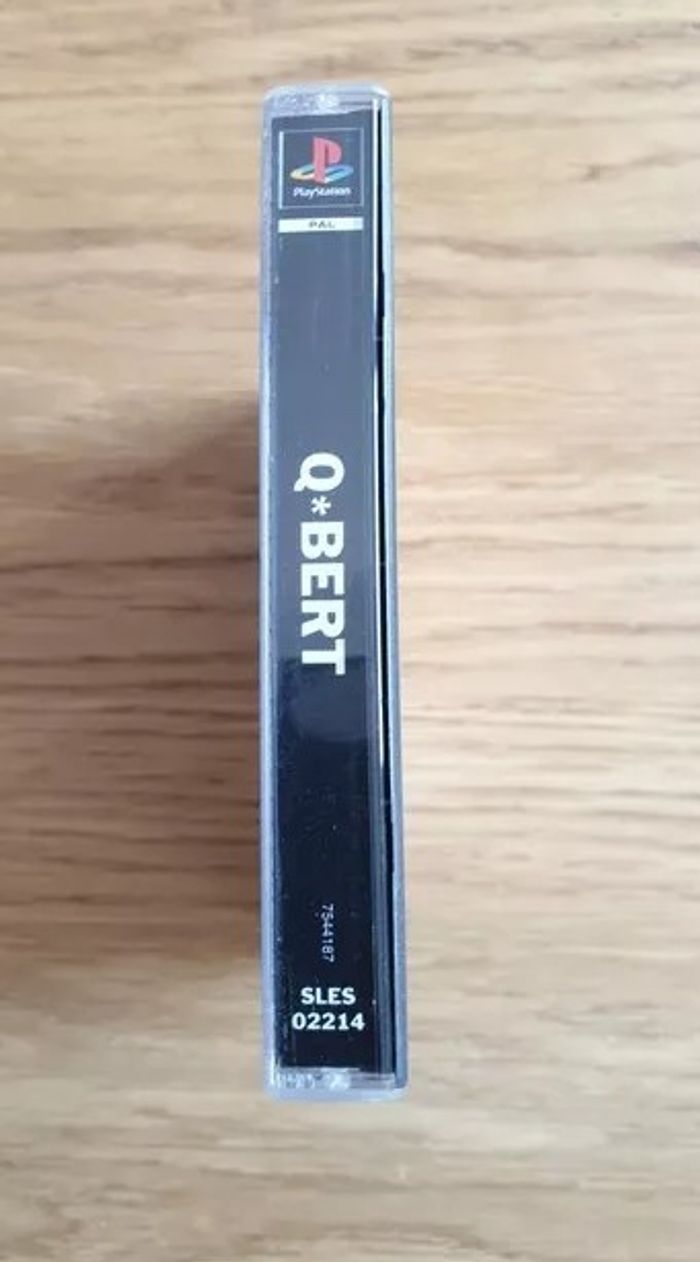 PlayStation
PAL
Q*BERT
7544187
SLES
02214